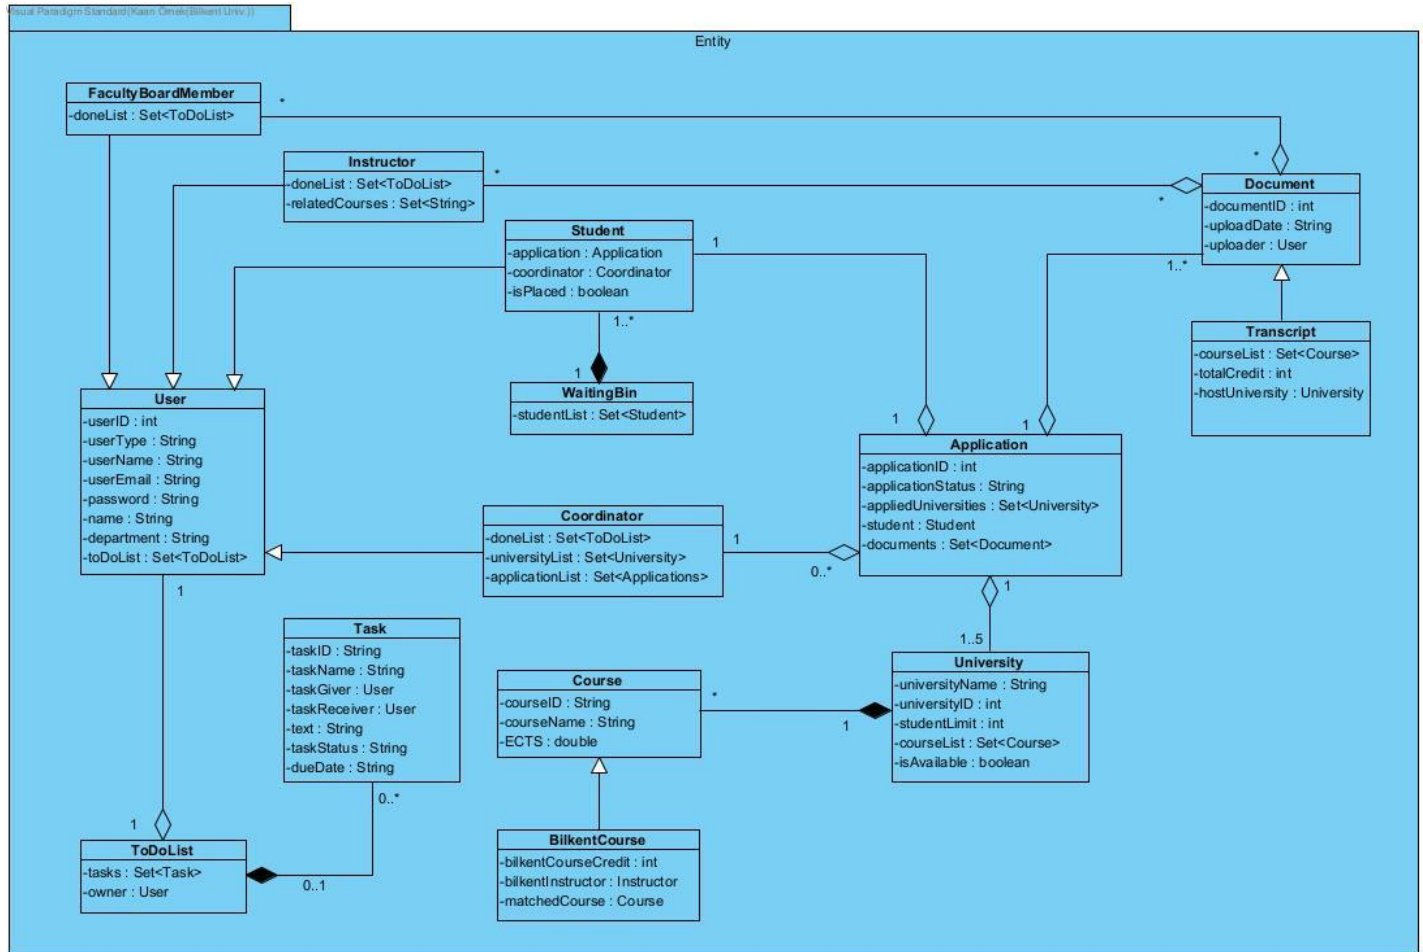 Visual Paradigm Standard(Kaan Örnek(Bilkent Univ.))
Entity
FacultyBoardMember
-doneList : Set<ToDoList>
*
*
Instructor
-doneList : Set<ToDoList>
-relatedCourses : Set<String>
*
*
Document
-documentID : int
-uploadDate : String
-uploader : User
1..*
Student
-application : Application
-coordinator : Coordinator
-isPlaced : boolean
1
1..*
1
WaitingBin
-studentList : Set<Student>
Transcript
-courseList : Set<Course>
-totalCredit : int
-hostUniversity : University
User
-userID : int
-userType : String
-userName : String
-userEmail : String
-password : String
-name : String
-department : String
-toDoList : Set<ToDoList>
1
1
1
Application
-applicationID : int
-applicationStatus : String
-appliedUniversities : Set<University>
-student : Student
-documents : Set<Document>
Coordinator
-doneList : Set<ToDoList>
-universityList : Set<University>
-applicationList : Set<Applications>
1
0..*
1
1..5
Task
-taskID : String
-taskName : String
-taskGiver : User
-taskReceiver : User
-text : String
-taskStatus : String
-dueDate : String
0..*
Course
-courseID : String
-courseName : String
-ECTS : double
*
1
University
-universityName : String
-universityID : int
-studentLimit : int
-courseList : Set<Course>
-isAvailable : boolean
1
ToDoList
-tasks : Set<Task>
-owner : User
0..1
BilkentCourse
-bilkentCourseCredit : int
-bilkentInstructor : Instructor
-matchedCourse : Course